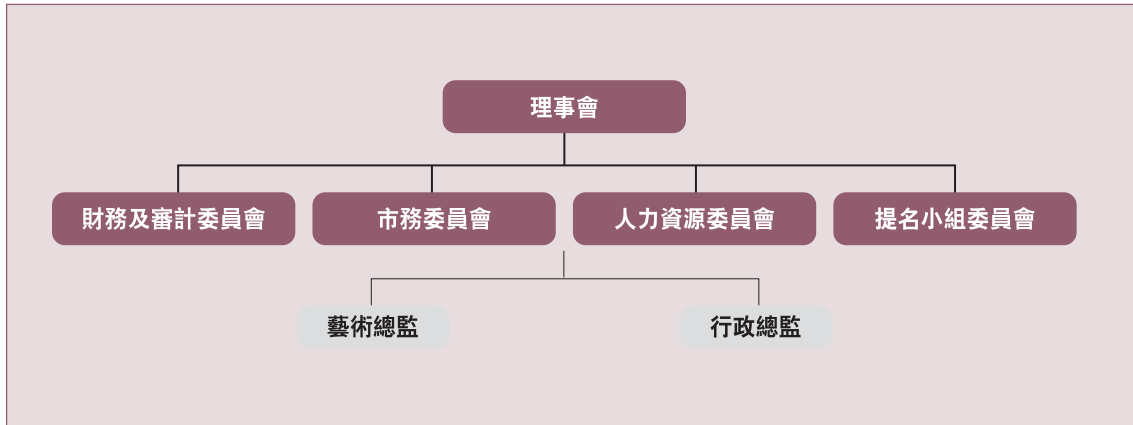 理事會
財務及審計委員會
市務委員會
人力資源委員會
提名小組委員會
藝術總監
行政總監